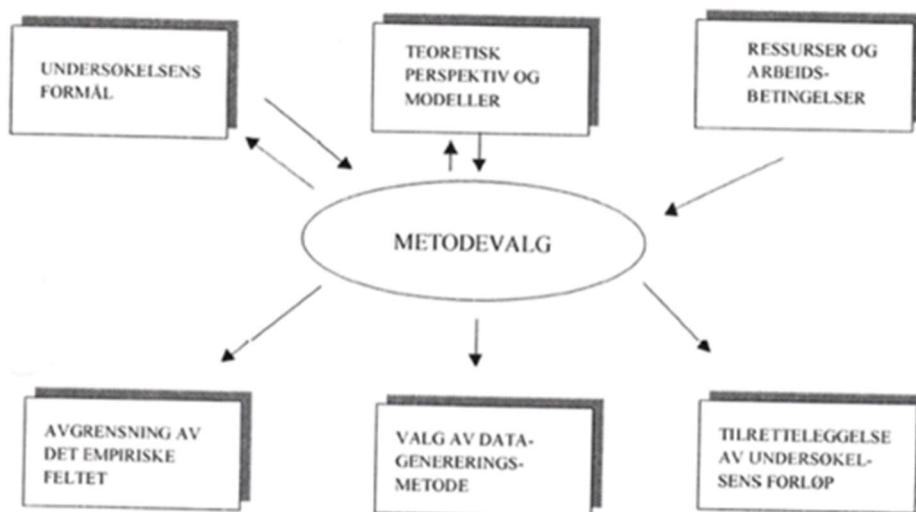 UNDERSØKELSENS
FORMÅL
TEORETISK
PERSPEKTIV OG
MODELLER
RESSURSER OG
ARBEIDS-
BETINGELSER
METODEVALG
AVGRENSNING AV
DET EMPIRISKE
FELTET
VALG AV DATA-
GENERERINGS-
METODE
TILRETTELEGGELSE
AV UNDERSØKEL-
SENS FORLØP